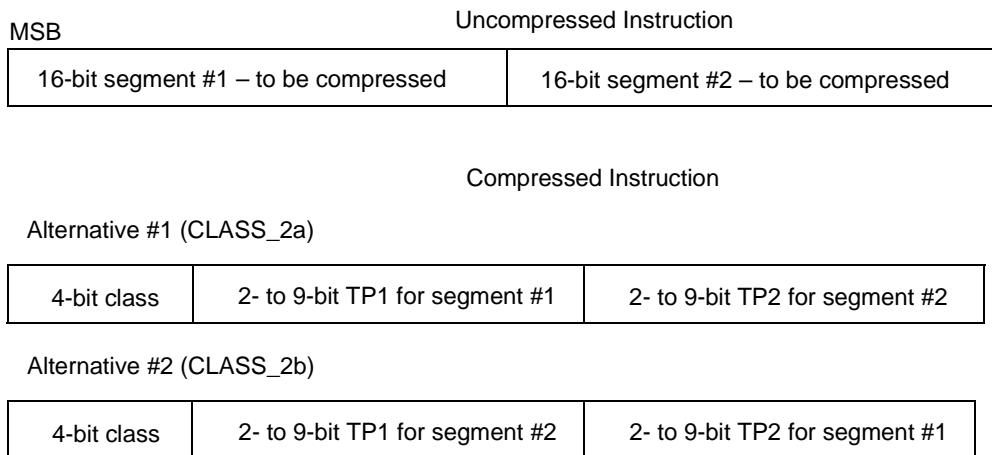 Uncompressed Instruction
MSB
16-bit segment #1 – to be compressed
16-bit segment #2 – to be compressed
Compressed Instruction
Alternative #1 (CLASS_2a)
4-bit class
2- to 9-bit TP1 for segment #1
2- to 9-bit TP2 for segment #2
Alternative #2 (CLASS_2b)
4-bit class
2- to 9-bit TP1 for segment #2
2- to 9-bit TP2 for segment #1